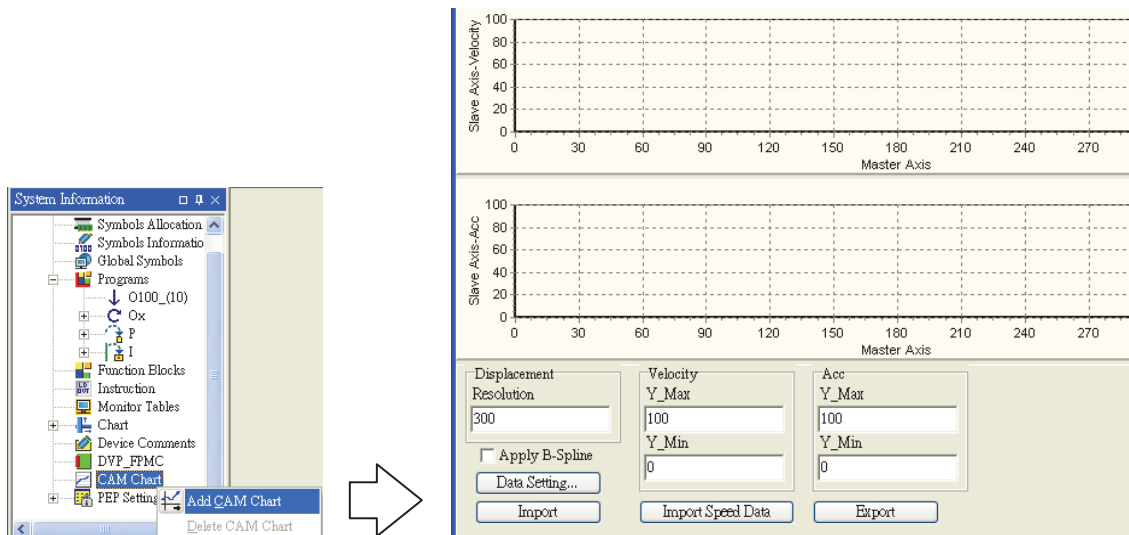 System Information
Symbols Allocation
Symbols Informatio
Global Symbols
Programs
O100_(10)
Ox
P
I
Function Blocks
Instruction
Monitor Tables
Chart
Device Comments
DVP_FPMC
CAM Chart
PEP Setting
Add CAM Chart
Delete CAM Chart
Slave Axis-Velocity
100
80
60
40
20
0
0 30 60 90 120 150 180 210 240 270
Master Axis
Slave Axis-Acc
100
80
60
40
20
0
0 30 60 90 120 150 180 210 240 270
Master Axis
Displacement
Resolution
300
Apply B-Spline
Data Setting...
Import
Velocity
Y_Max
100
Y_Min
0
Import Speed Data
Acc
Y_Max
100
Y_Min
0
Export